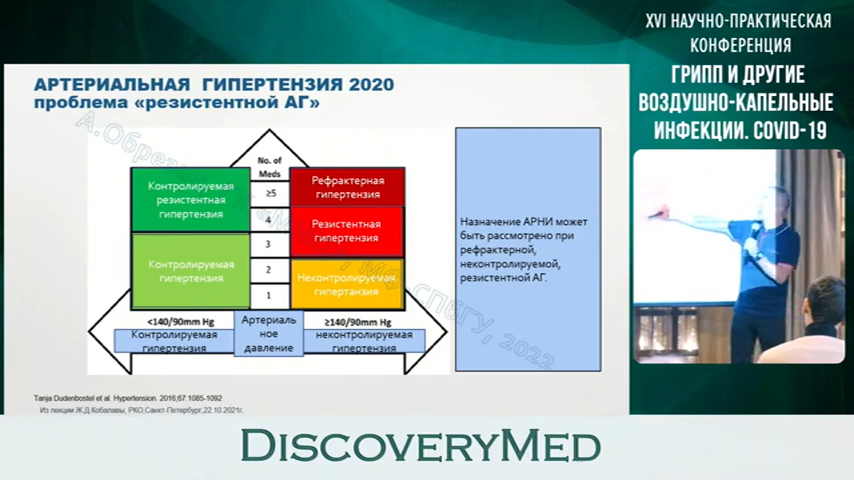 XVI НАУЧНО-ПРАКТИЧЕСКАЯ
КОНФЕРЕНЦИЯ
ГРИПП И ДРУГИЕ
ВОЗДУШНО-КАПЕЛЬНЫЕ
ИНФЕКЦИИ. COVID-19
АРТЕРИАЛЬНАЯ ГИПЕРТЕНЗИЯ 2020
проблема «резистентной АГ»
No. of
Meds
≥5
4
3
2
1
Контролируемая
резистентная
гипертензия
Контролируемая
гипертензия
Рефрактерная
гипертензия
Резистентная
гипертензия
Неконтролируемая
гипертанзия
<140/90mm Hg
Контролируемая
гипертензия
Артериаль
ное
давление
≥140/90mm Hg
неконтролируемая
гипертензия
Назначение АРНИ может
быть рассмотрено при
рефрактерной,
неконтролируемой,
резистентной АГ.
Tanja Dudenbostel et al. Hypertension. 2016;67:1085-1092
Из лекции Ж.Д.Кобалавы, РКО,Санкт-Петербург,22.10.2021г.
СПбГУ, 2022
DISCOVERYMED